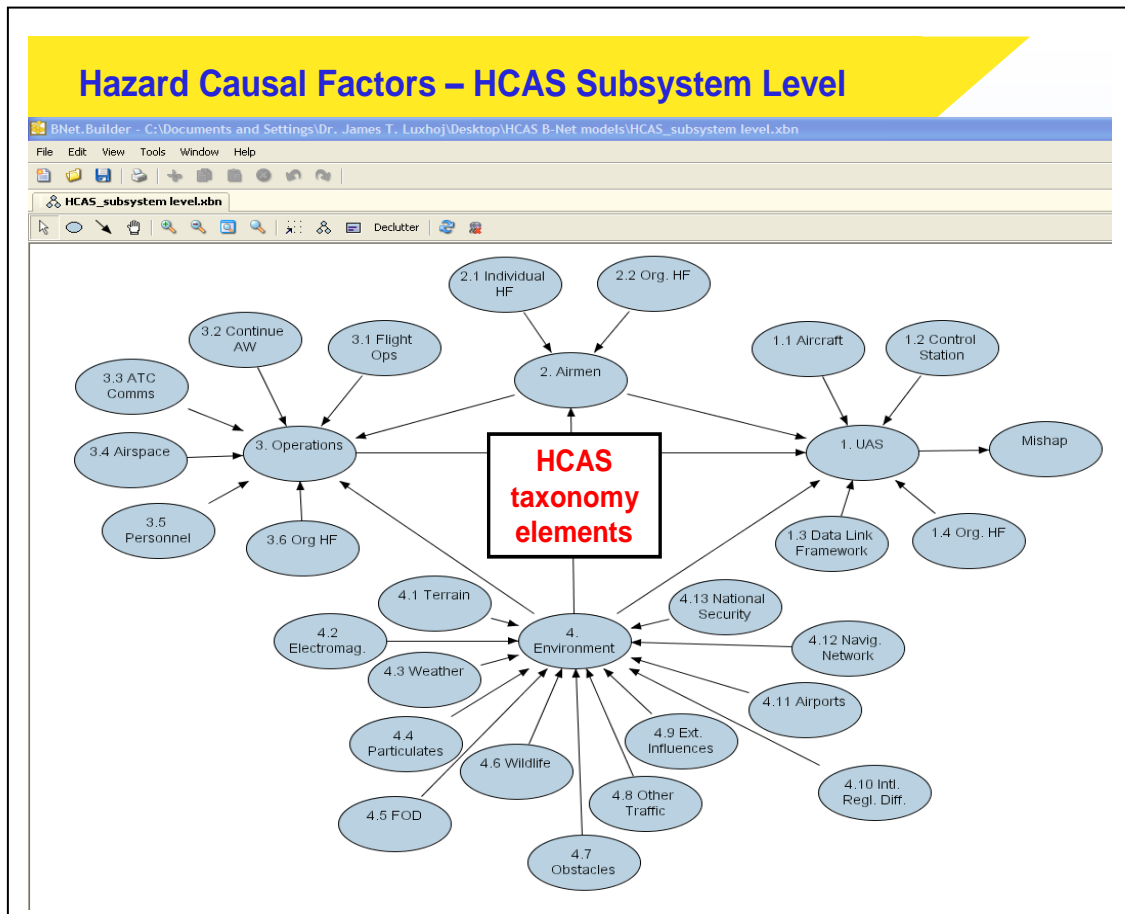 Hazard Causal Factors – HCAS Subsystem Level
BNet.Builder - C:\Documents and Settings\Dr. James T. Luxhoj\Desktop\HCAS B-Net models\HCAS_subsystem level.xbn
File Edit View Tools Window Help
HCAS_subsystem level.xbn
Declutter
2.1 Individual
HF
2.2 Org. HF
3.2 Continue
AW
3.1 Flight
Ops
1.1 Aircraft
1.2 Control
Station
3.3 ATC
Comms
2. Airmen
3.4 Airspace
3. Operations
HCAS
taxonomy
elements
1. UAS
Mishap
3.5
Personnel
3.6 Org HF
1.3 Data Link
Framework
1.4 Org. HF
4.1 Terrain
4.13 National
Security
4.2
Electromag.
4.
Environment
4.12 Navig.
Network
4.3 Weather
4.11 Airports
4.4
Particulates
4.9 Ext.
Influences
4.6 Wildlife
4.10 Intl.
Regl. Diff.
4.8 Other
Traffic
4.5 FOD
4.7
Obstacles